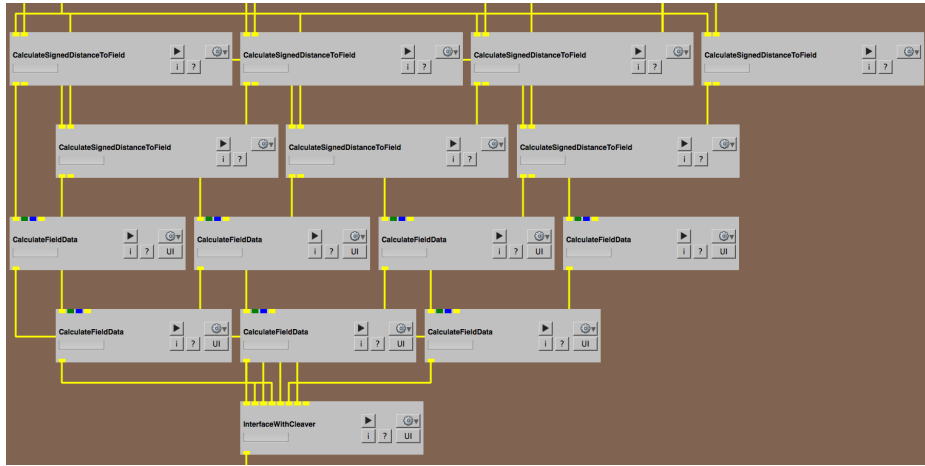 CalculateSignedDistanceToField
i ?
CalculateSignedDistanceToField
i ?
CalculateSignedDistanceToField
i ?
CalculateSignedDistanceToField
i ?
CalculateSignedDistanceToField
i ?
CalculateSignedDistanceToField
i ?
CalculateSignedDistanceToField
i ?
CalculateFieldData
i ? UI
CalculateFieldData
i ? UI
CalculateFieldData
i ? UI
CalculateFieldData
i ? UI
CalculateFieldData
i ? UI
CalculateFieldData
i ? UI
CalculateFieldData
i ? UI
InterfaceWithCleaver
i ? UI